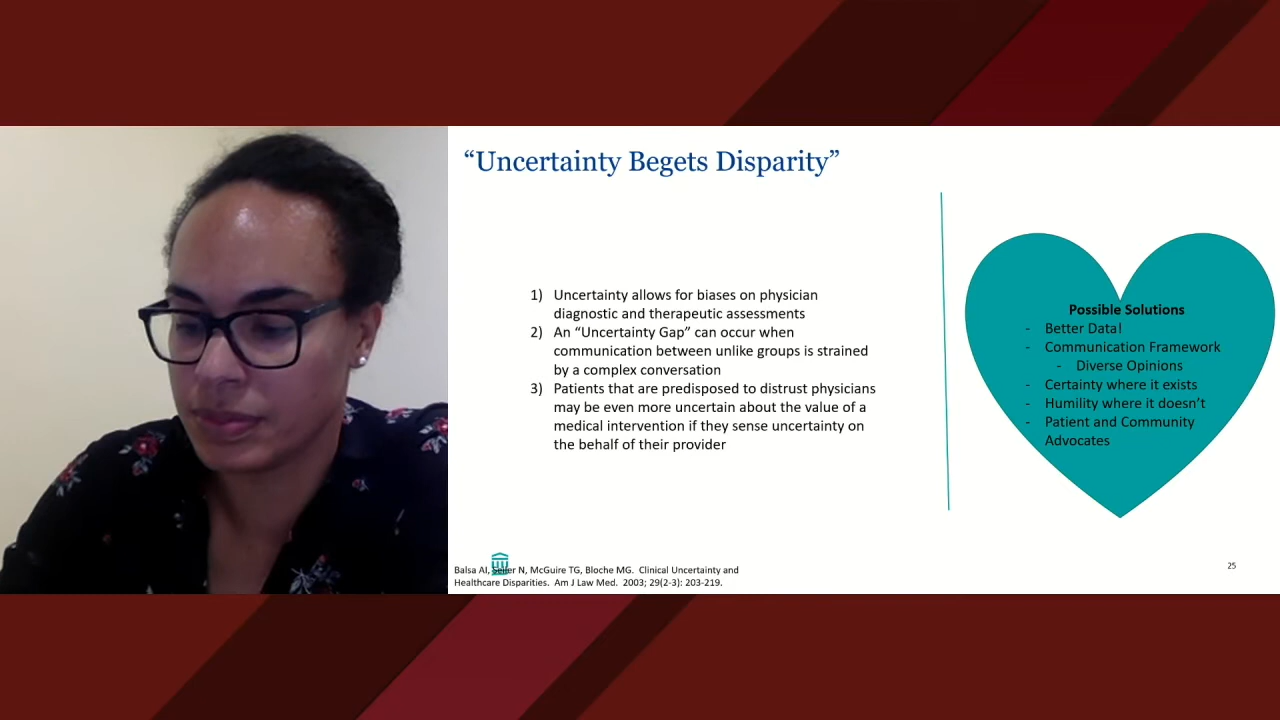 “Uncertainty Begets Disparity”
1) Uncertainty allows for biases on physician
diagnostic and therapeutic assessments
2) An “Uncertainty Gap” can occur when
communication between unlike groups is strained
by a complex conversation
3) Patients that are predisposed to distrust physicians
may be even more uncertain about the value of a
medical intervention if they sense uncertainty on
the behalf of their provider
Possible Solutions
- Better Data!
- Communication Framework
- Diverse Opinions
- Certainty where it exists
- Humility where it doesn’t
- Patient and Community
Advocates
Balsa AI, Seiler N, McGuire TG, Bloche MG. Clinical Uncertainty and
Healthcare Disparities. Am J Law Med. 2003; 29(2-3): 203-219.
25